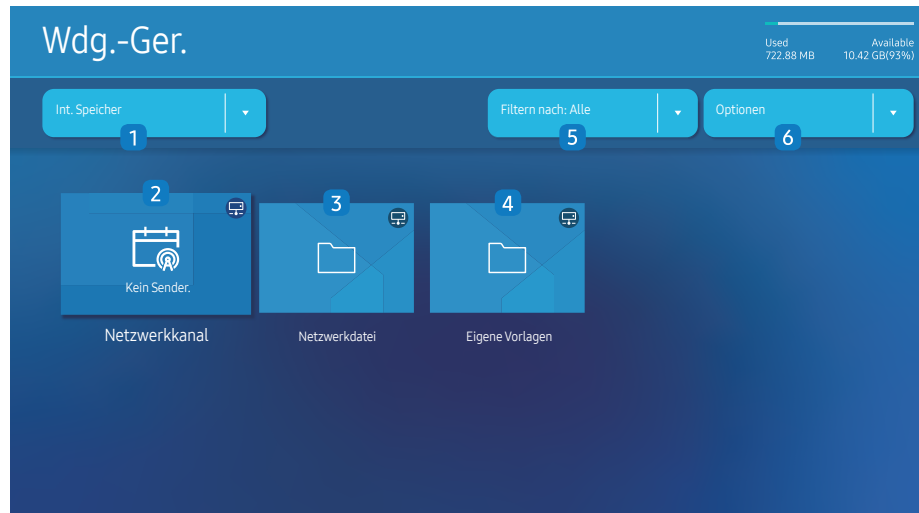 Wdg.-Ger.
Used Available
722.88 MB 10.42 GB(93%)
Int. Speicher
Filtern nach: Alle
Optionen
1
5
6
2
3
4
Kein Sender.
Netzwerkkanal
Netzwerkdatei
Eigene Vorlagen